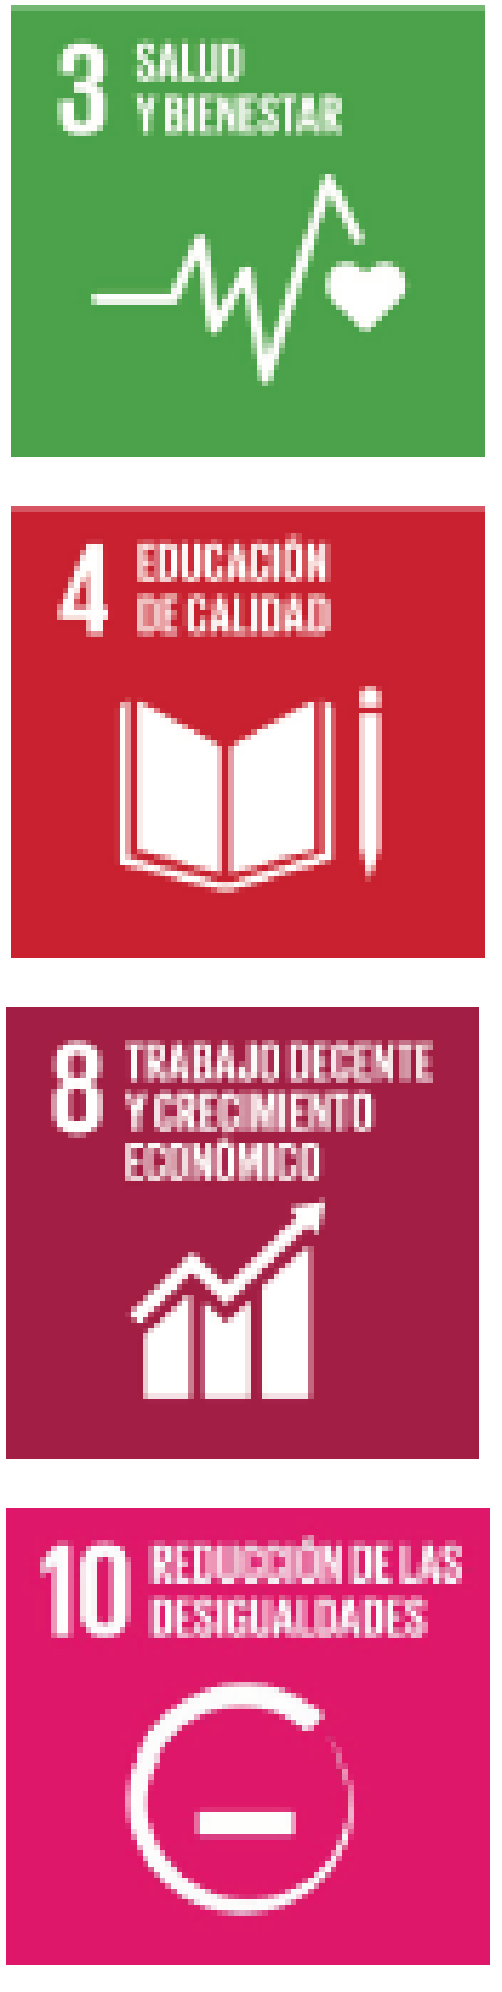 3 SALUD
Y BIENESTAR
4 EDUCACIÓN
DE CALIDAD
8 TRABAJO DECENTE
Y CRECIMIENTO
ECONÓMICO
10 REDUCCIÓN DE LAS
DESIGUALDADES